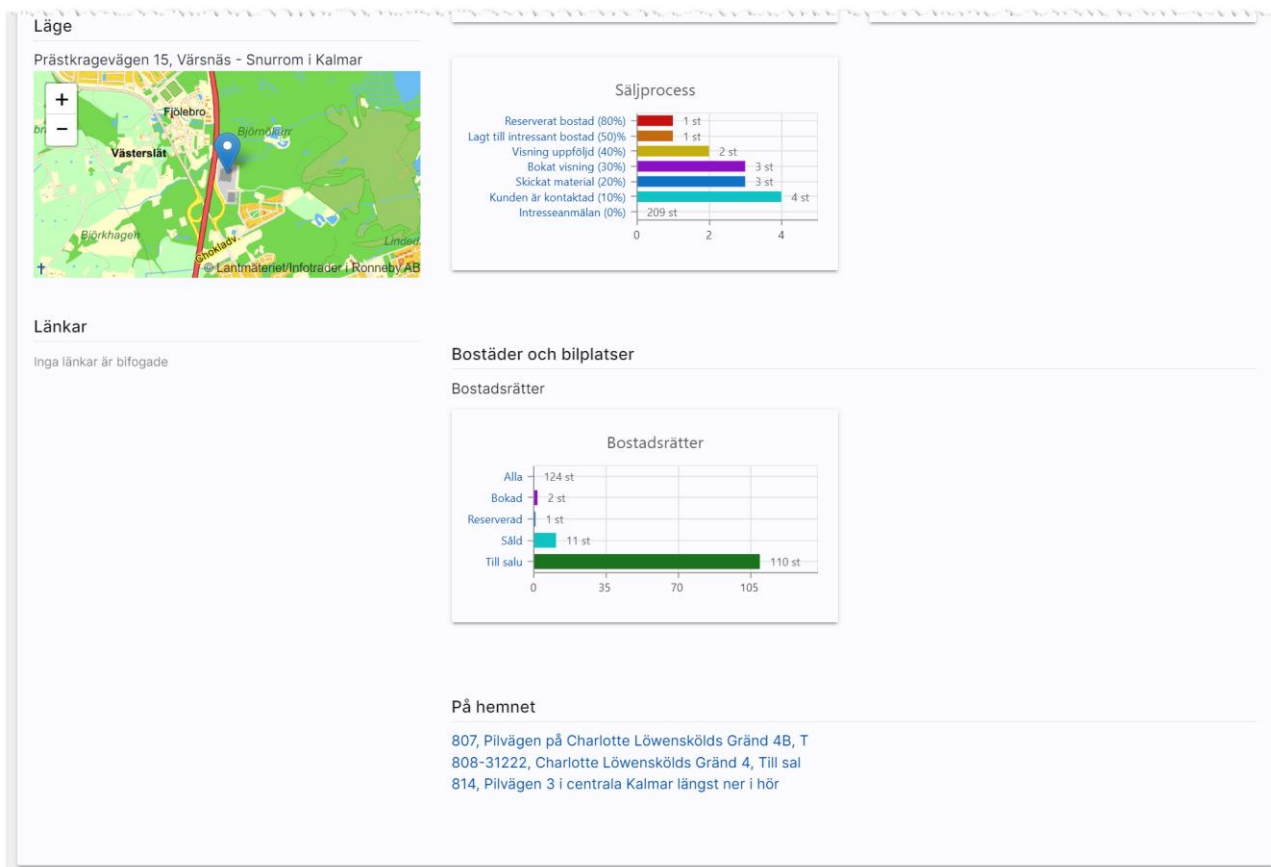 Läge
Prästkragevägen 15, Värsnäs - Snurrom i Kalmar
+
−
Fjölebro
Björnökärr
Västerslät
Björkhagen
Chokladv.
Linded
© Lantmäteriet/Infotrader i Ronneby AB
Länkar
Inga länkar är bifogade
Säljprocess
Reserverat bostad (80%) 1 st
Lagt till intressant bostad (50)% 1 st
Visning uppföljd (40%) 2 st
Bokat visning (30%) 3 st
Skickat material (20%) 3 st
Kunden är kontaktad (10%) 4 st
Intresseanmälan (0%) 209 st
0 2 4
Bostäder och bilplatser
Bostadsrätter
Bostadsrätter
Alla 124 st
Bokad 2 st
Reserverad 1 st
Såld 11 st
Till salu 110 st
0 35 70 105
På hemnet
807, Pilvägen på Charlotte Löwenskölds Gränd 4B, T
808-31222, Charlotte Löwenskölds Gränd 4, Till sal
814, Pilvägen 3 i centrala Kalmar längst ner i hör